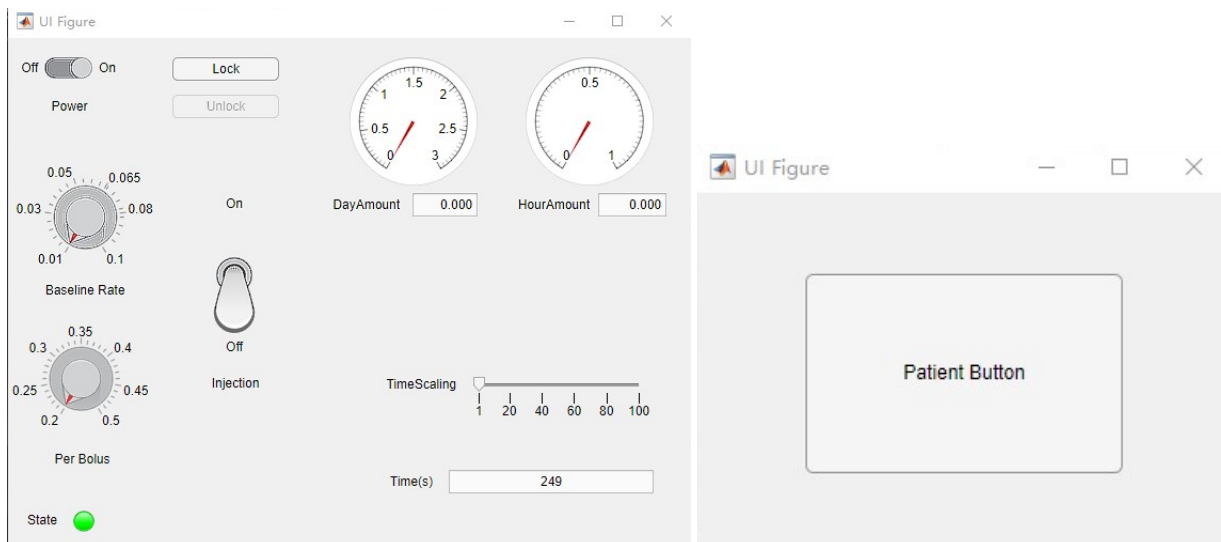 UI Figure
Off On
Power
Lock
Unlock
0 0.5 1 1.5 2 2.5 3
DayAmount 0.000
0 0.5 1
HourAmount 0.000
0.01 0.03 0.05 0.065 0.08 0.1
Baseline Rate
On
Off
Injection
0.2 0.25 0.3 0.35 0.4 0.45 0.5
Per Bolus
TimeScaling
1 20 40 60 80 100
Time(s) 249
State
UI Figure
Patient Button